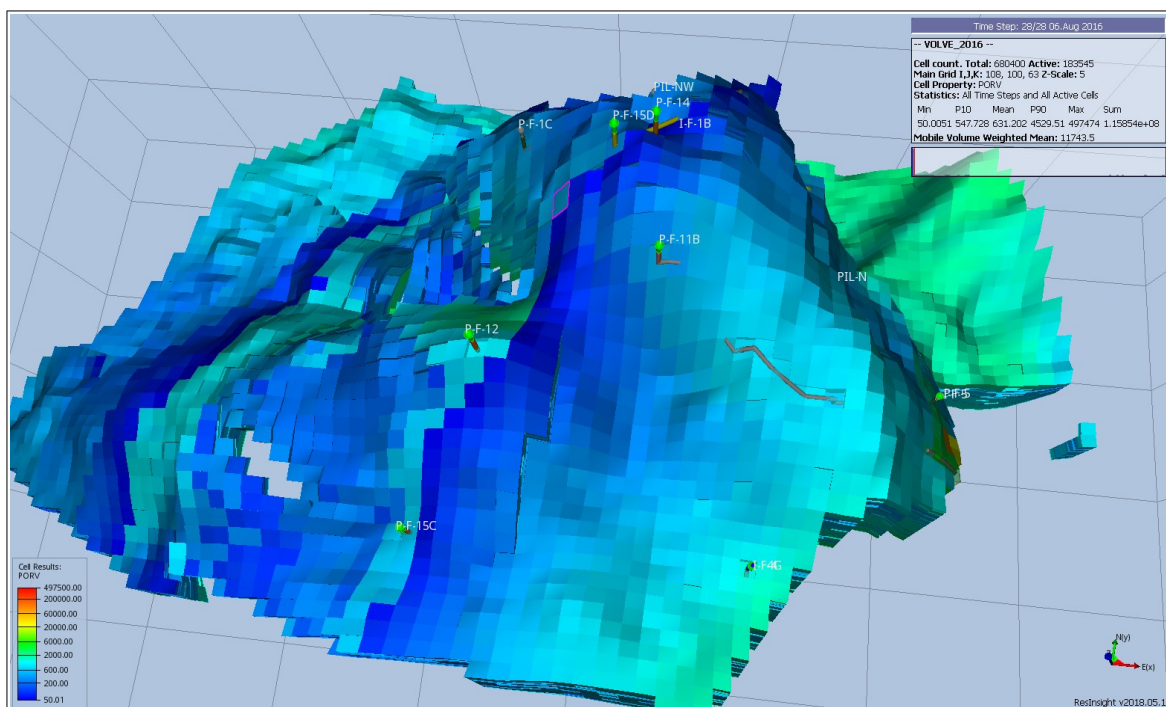 Time Step: 28/28 06.Aug 2016
-- VOLVE_2016 --
Cell count. Total: 680400 Active: 183545
Main Grid I,J,K: 108, 100, 63 Z-Scale: 5
Cell Property: PORV
Statistics: All Time Steps and All Active Cells
Min P10 Mean P90 Max Sum
50.0051 547.728 631.202 4529.51 497474 1.15854e+08
Mobile Volume Weighted Mean: 11743.5
PIL-NW
P-F-14
P-F-1C
P-F-15D
I-F-1B
P-F-11B
PIL-N
P-F-12
P-F-15C
Cell Results:
PORV
497500.00
200000.00
60000.00
20000.00
6000.00
2000.00
600.00
200.00
50.01
N(y)
E(x)
Z
ResInsight v2018.05.1